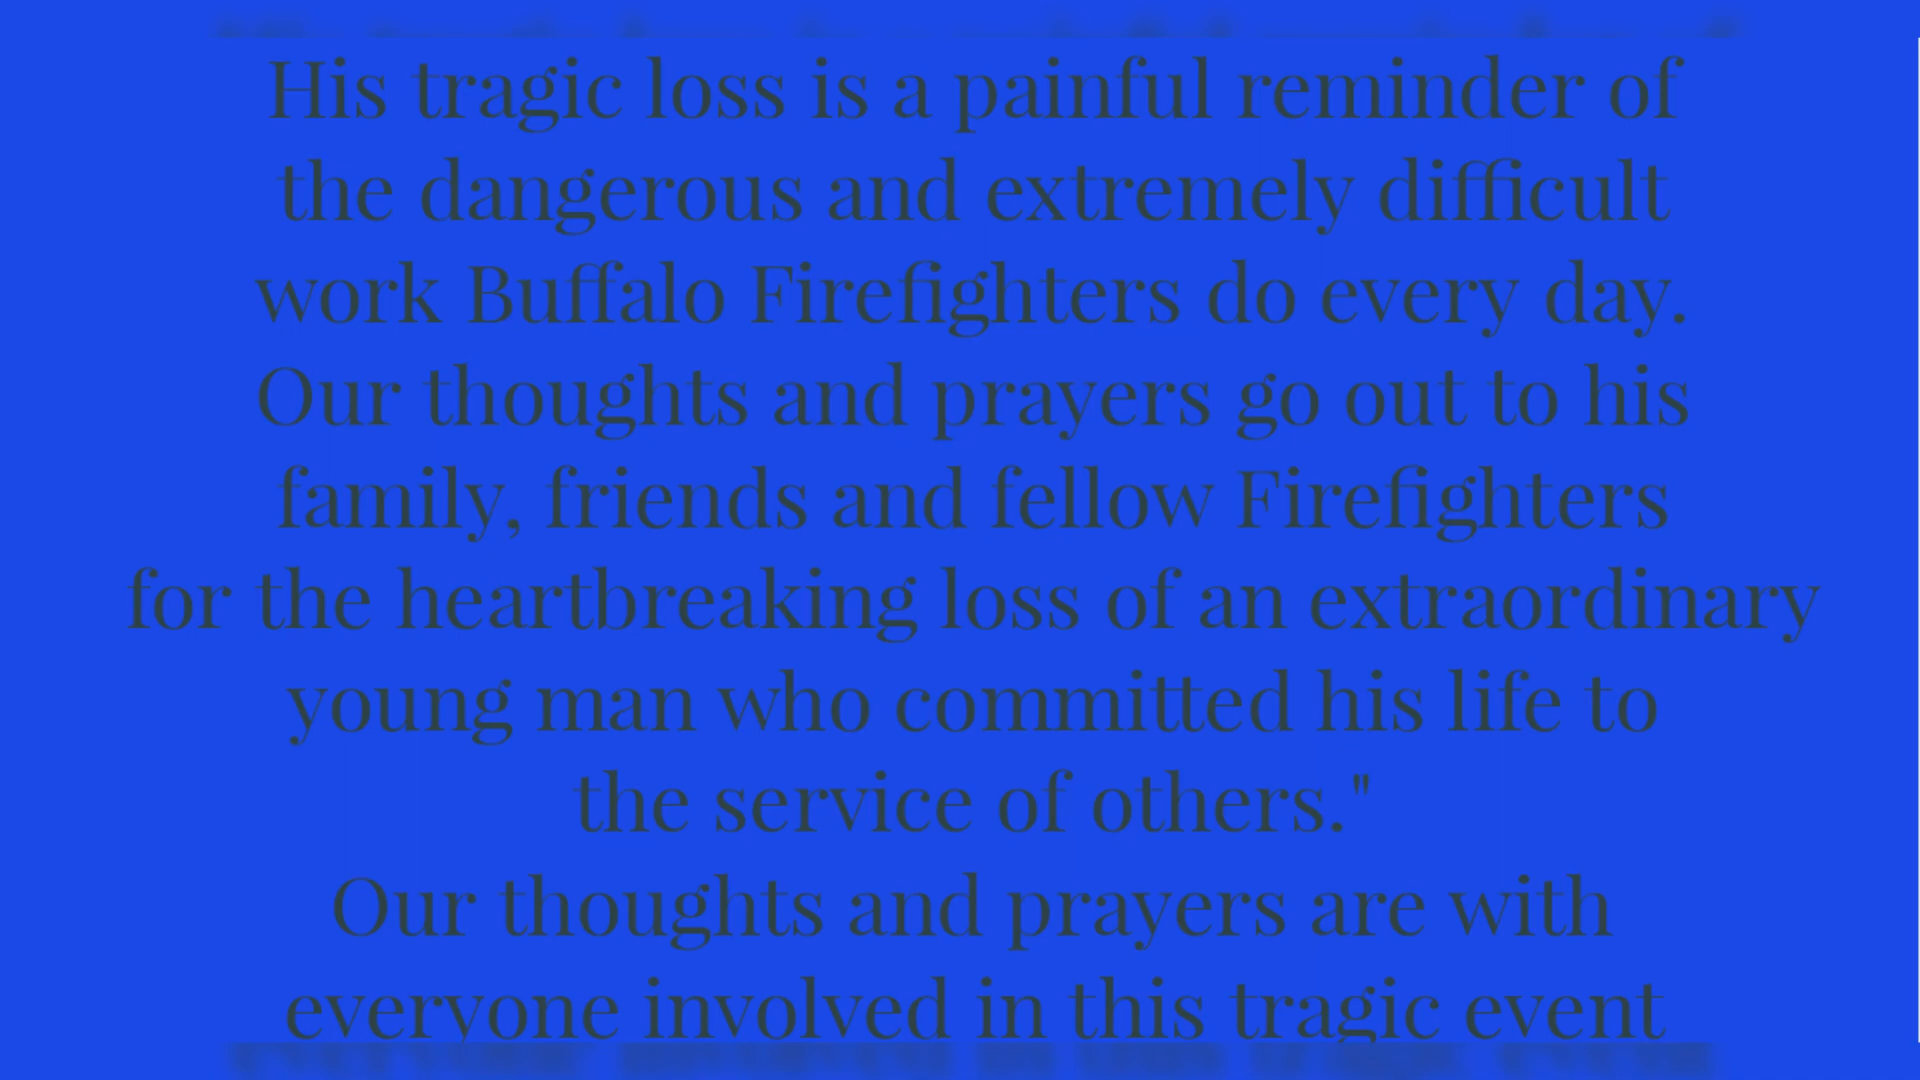 His tragic loss is a painful reminder of
the dangerous and extremely difficult
work Buffalo Firefighters do every day.
Our thoughts and prayers go out to his
family, friends and fellow Firefighters
for the heartbreaking loss of an extraordinary
young man who committed his life to
the service of others."
Our thoughts and prayers are with
everyone involved in this tragic event